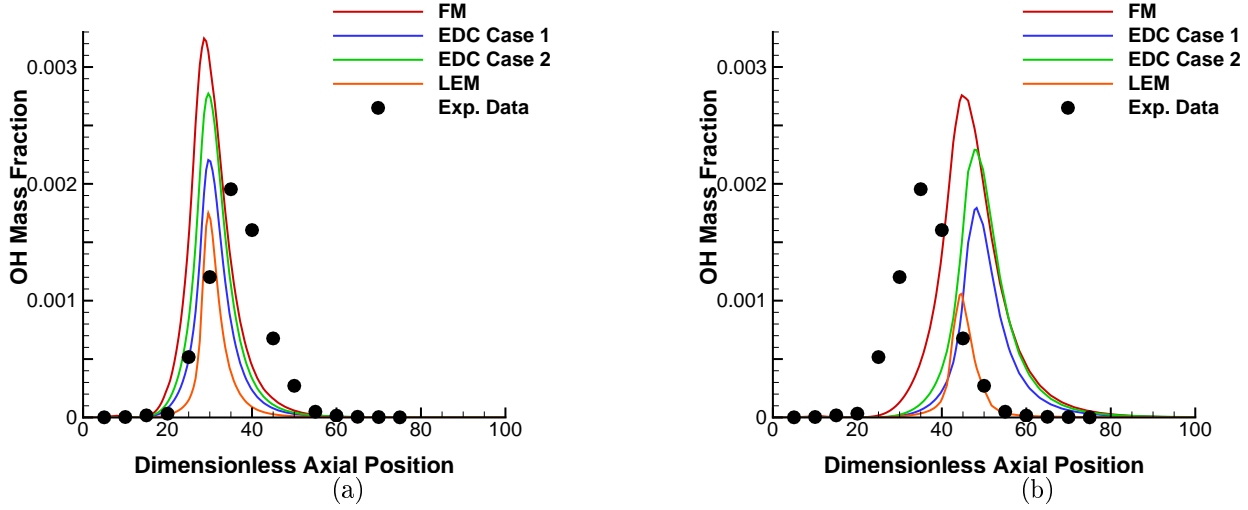 FM
EDC Case 1
EDC Case 2
LEM
Exp. Data
OH Mass Fraction
0.003
0.002
0.001
0
0 20 40 60 80 100
Dimensionless Axial Position
(a)
FM
EDC Case 1
EDC Case 2
LEM
Exp. Data
OH Mass Fraction
0.003
0.002
0.001
0
0 20 40 60 80 100
Dimensionless Axial Position
(b)